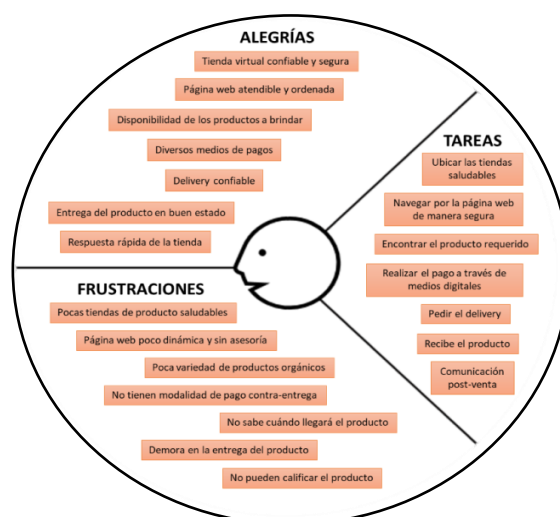 ALEGRÍAS
Tienda virtual confiable y segura
Página web atendible y ordenada
Disponibilidad de los productos a brindar
Diversos medios de pagos
Delivery confiable
Entrega del producto en buen estado
Respuesta rápida de la tienda
TAREAS
Ubicar las tiendas
saludables
Navegar por la página web
de manera segura
Encontrar el producto requerido
Realizar el pago a través de
medios digitales
Pedir el delivery
Recibe el producto
Comunicación
post-venta
FRUSTRACIONES
Pocas tiendas de producto saludables
Página web poco dinámica y sin asesoría
Poca variedad de productos orgánicos
No tienen modalidad de pago contra-entrega
No sabe cuándo llegará el producto
Demora en la entrega del producto
No pueden calificar el producto